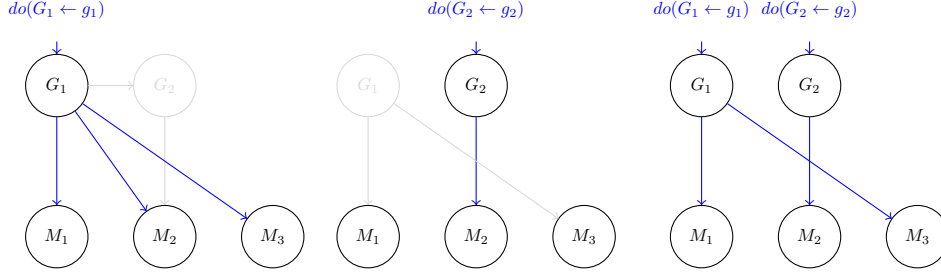 do(G₁ ← g₁) do(G₂ ← g₂) do(G₁ ← g₁) do(G₂ ← g₂)
G₁ G₂ G₁ G₂ G₁ G₂
M₁ M₂ M₃ M₁ M₂ M₃ M₁ M₂ M₃